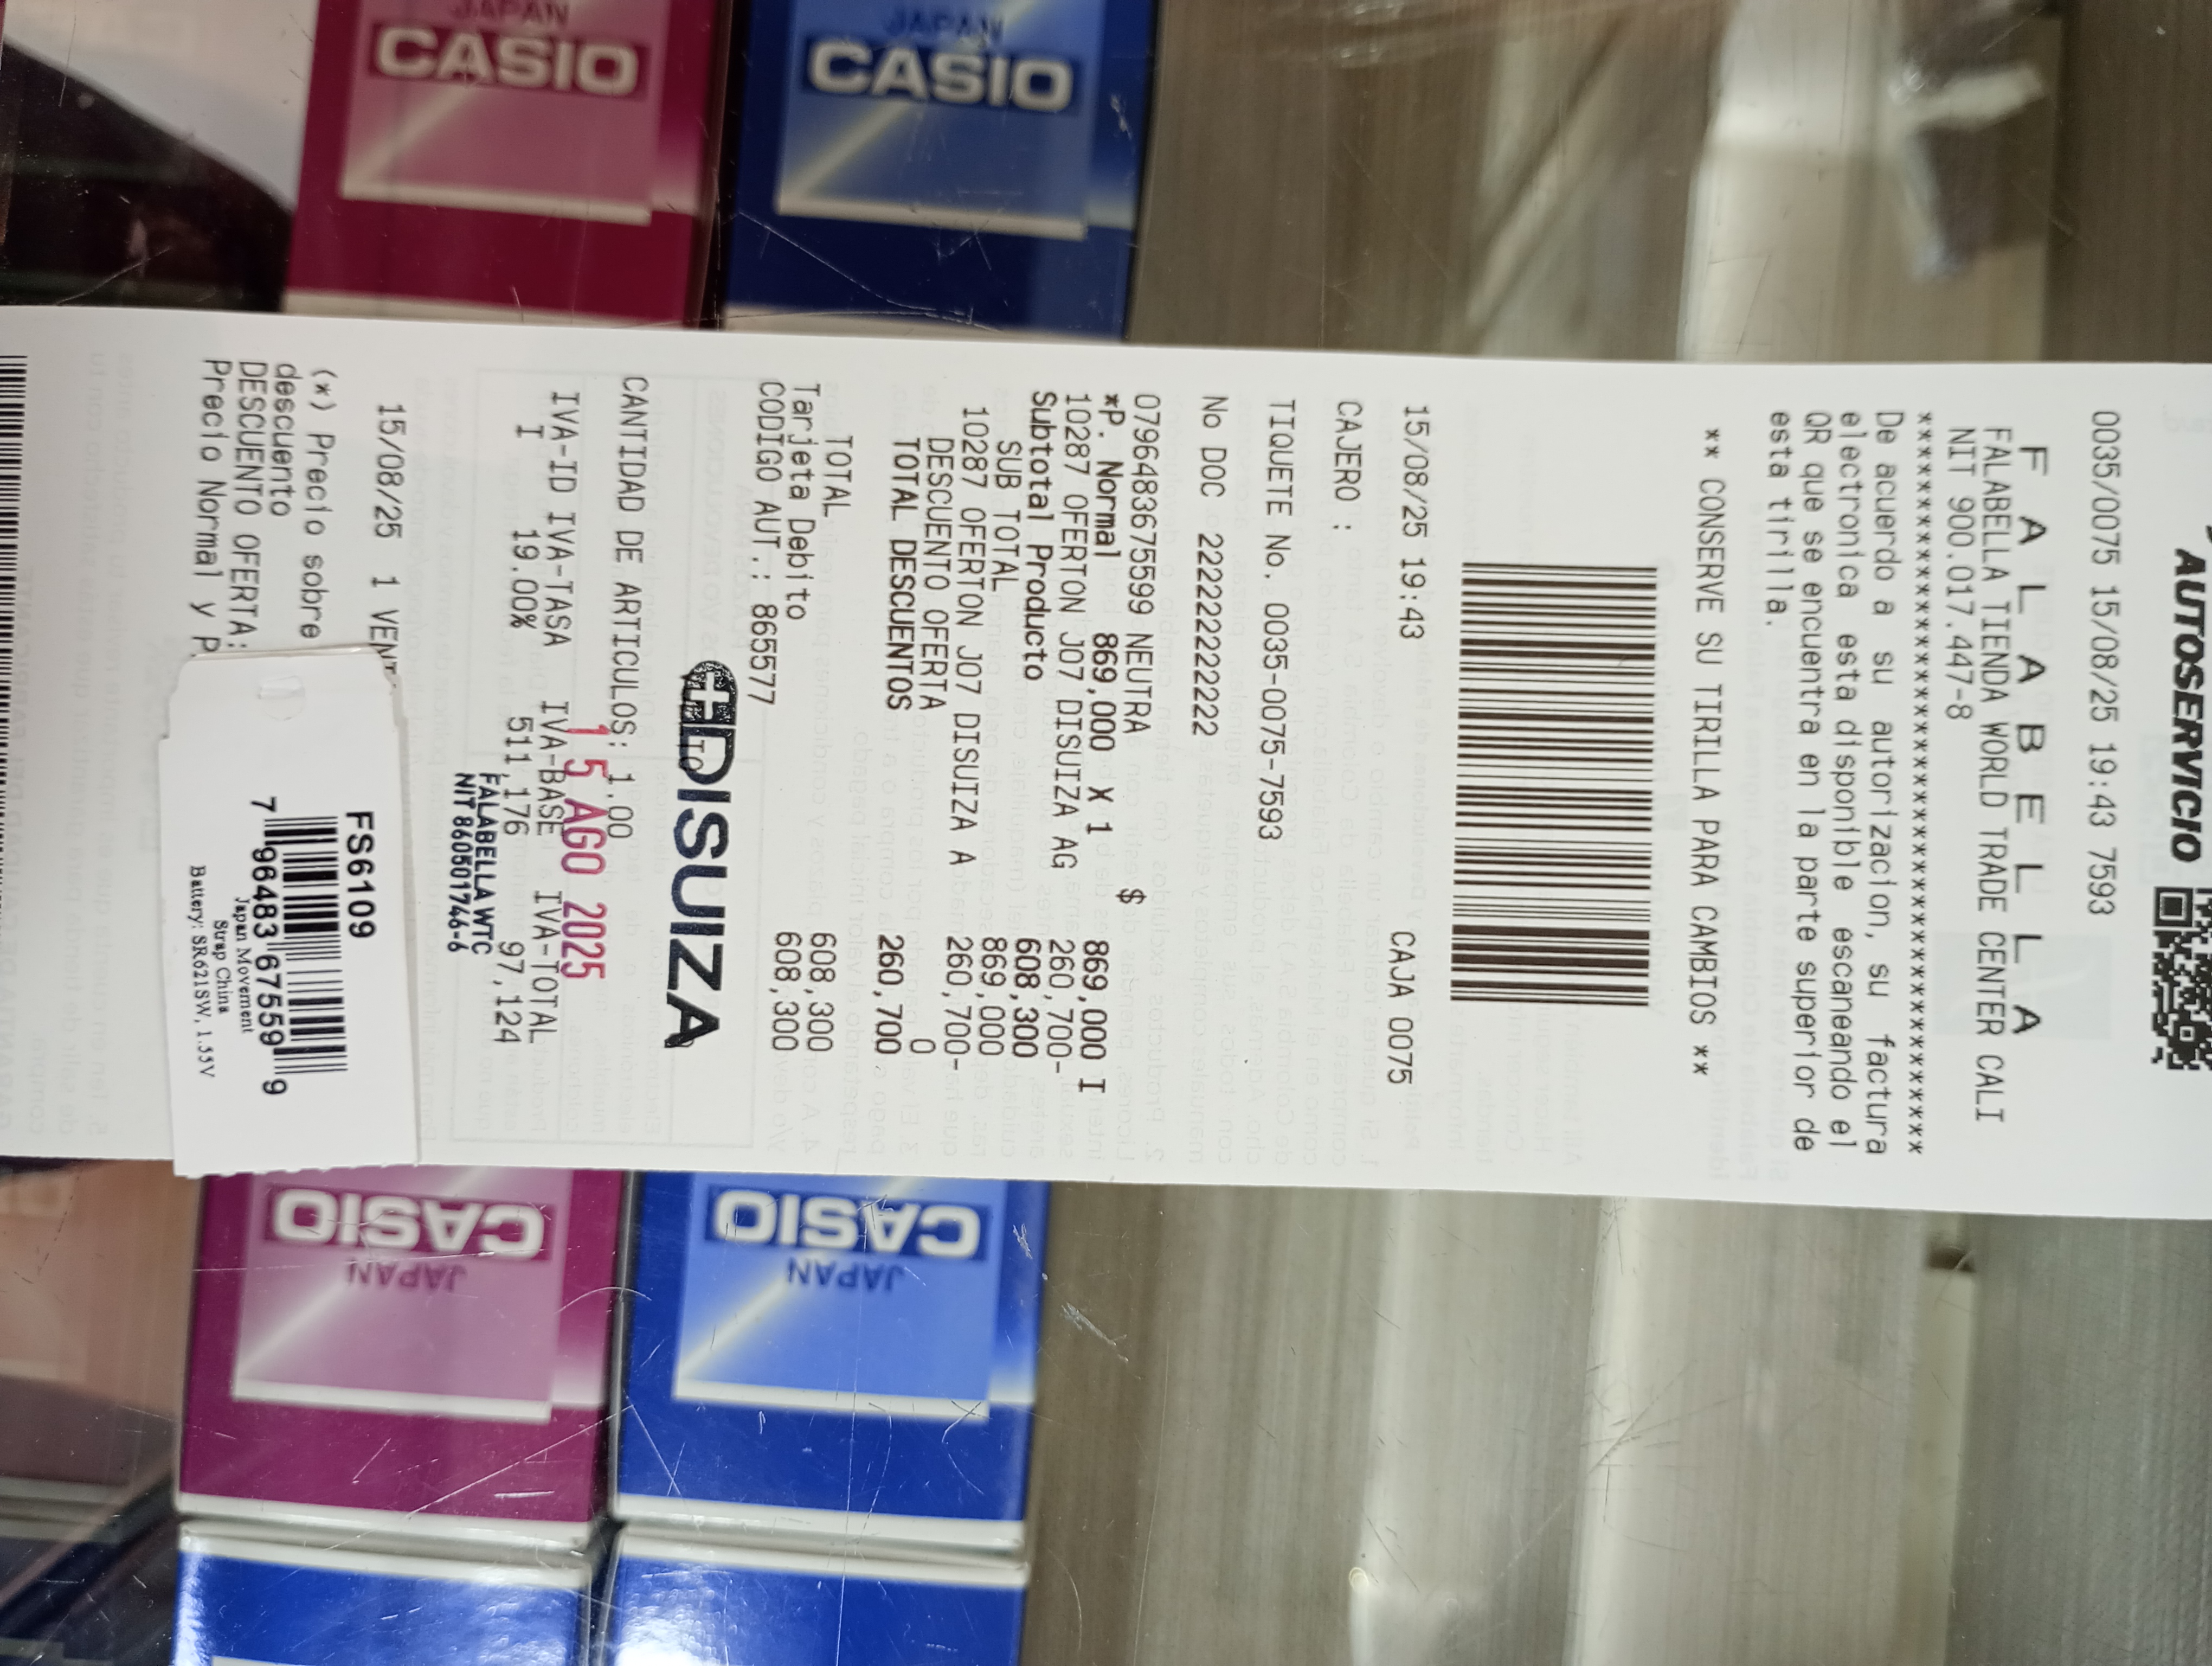 AUTOSERVICIO
0035/0075 15/08/25 19:43 7593
F A L A B E L L A
FALABELLA TIENDA WORLD TRADE CENTER CALI
NIT 900.017.447-8
****************************************
De acuerdo a su autorizacion, su factura
electronica esta disponible escaneando el
QR que se encuentra en la parte superior de
esta tirilla.
** CONSERVE SU TIRILLA PARA CAMBIOS **
15/08/25 19:43 CAJA 0075
CAJERO :
TIQUETE No. 0035-0075-7593
No DOC 222222222222
0796483675599 NEUTRA $
*P. Normal 869,000 X 1 869,000 I
10287 OFERTON J07 DISUIZA AG 260,700-
Subtotal Producto 608,300
SUB TOTAL 869,000
10287 OFERTON J07 DISUIZA A 260,700-
DESCUENTO OFERTA 0
TOTAL DESCUENTOS 260,700
TOTAL 608,300
Tarjeta Debito 608,300
CODIGO AUT.: 865577
DISUIZA
CANTIDAD DE ARTICULOS: 1.00
15 AGO 2025
IVA-ID IVA-TASA IVA-BASE IVA-TOTAL
I 19.00% 511,176 97,124
FALABELLA WTC
NIT 860501746-6
15/08/25 1 VENT
(*) Precio sobre
descuento
DESCUENTO OFERTA:
Precio Normal y P
FS6109
7 96483 67559 9
Japan Movement
Strap China
Battery: SR621SW, 1.55V
JAPAN
CASIO
JAPAN
CASIO
CASIO
JAPAN
CASIO
JAPAN